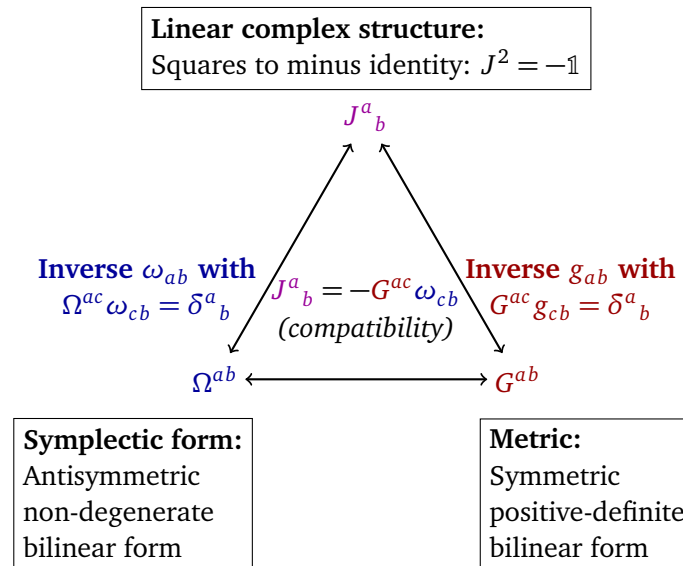 Linear complex structure:
Squares to minus identity: J² = −𝟙
Jᵃ_b
Inverse ω_ab with
Ω^ac ω_cb = δ^a_b
J^a_b = −G^ac ω_cb
(compatibility)
Inverse g_ab with
G^ac g_cb = δ^a_b
Ω^ab
G^ab
Symplectic form:
Antisymmetric
non-degenerate
bilinear form
Metric:
Symmetric
positive-definite
bilinear form